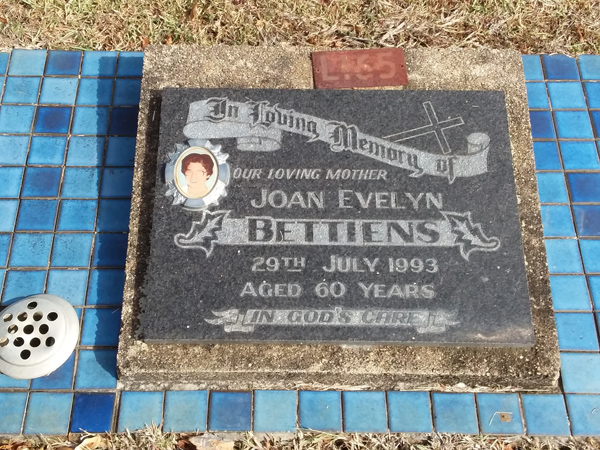 L165
In Loving Memory of
OUR LOVING MOTHER
JOAN EVELYN
BETTIENS
29TH JULY 1993
AGED 60 YEARS
IN GOD'S CARE